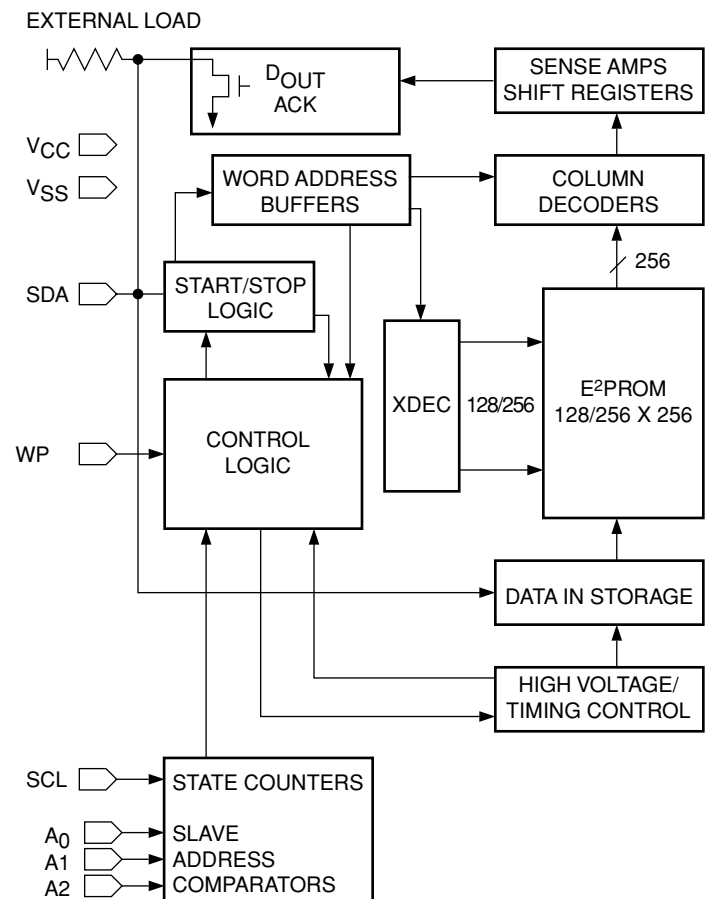 EXTERNAL LOAD
DOUT
ACK
SENSE AMPS
SHIFT REGISTERS
VCC
VSS
WORD ADDRESS
BUFFERS
COLUMN
DECODERS
256
SDA
START/STOP
LOGIC
XDEC
128/256
E2PROM
128/256 X 256
WP
CONTROL
LOGIC
DATA IN STORAGE
HIGH VOLTAGE/
TIMING CONTROL
SCL
STATE COUNTERS
A0
SLAVE
A1
ADDRESS
A2
COMPARATORS